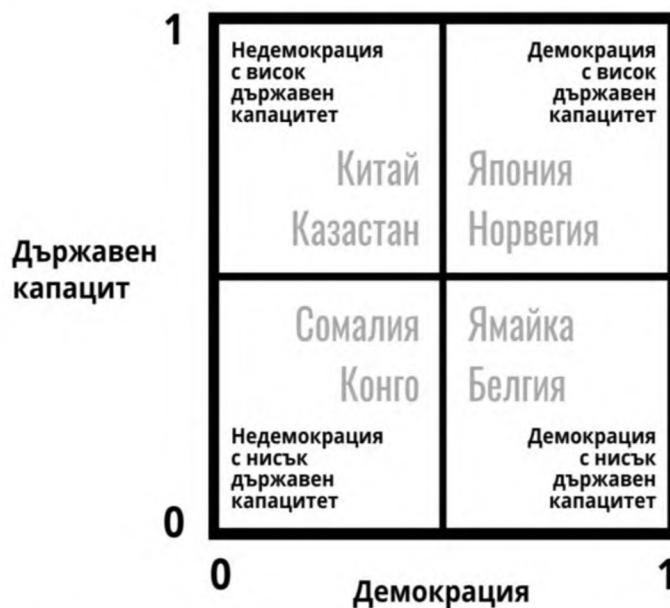 1
Недемокрация
с висок
държавен
капацитет
Демокрация
с висок
държавен
капацитет
Китай
Казастан
Япония
Норвегия
Държавен
капацит
Сомалия
Конго
Ямайка
Белгия
Недемокрация
с нисък
държавен
капацитет
Демокрация
с нисък
държавен
капацитет
0
0
1
Демокрация